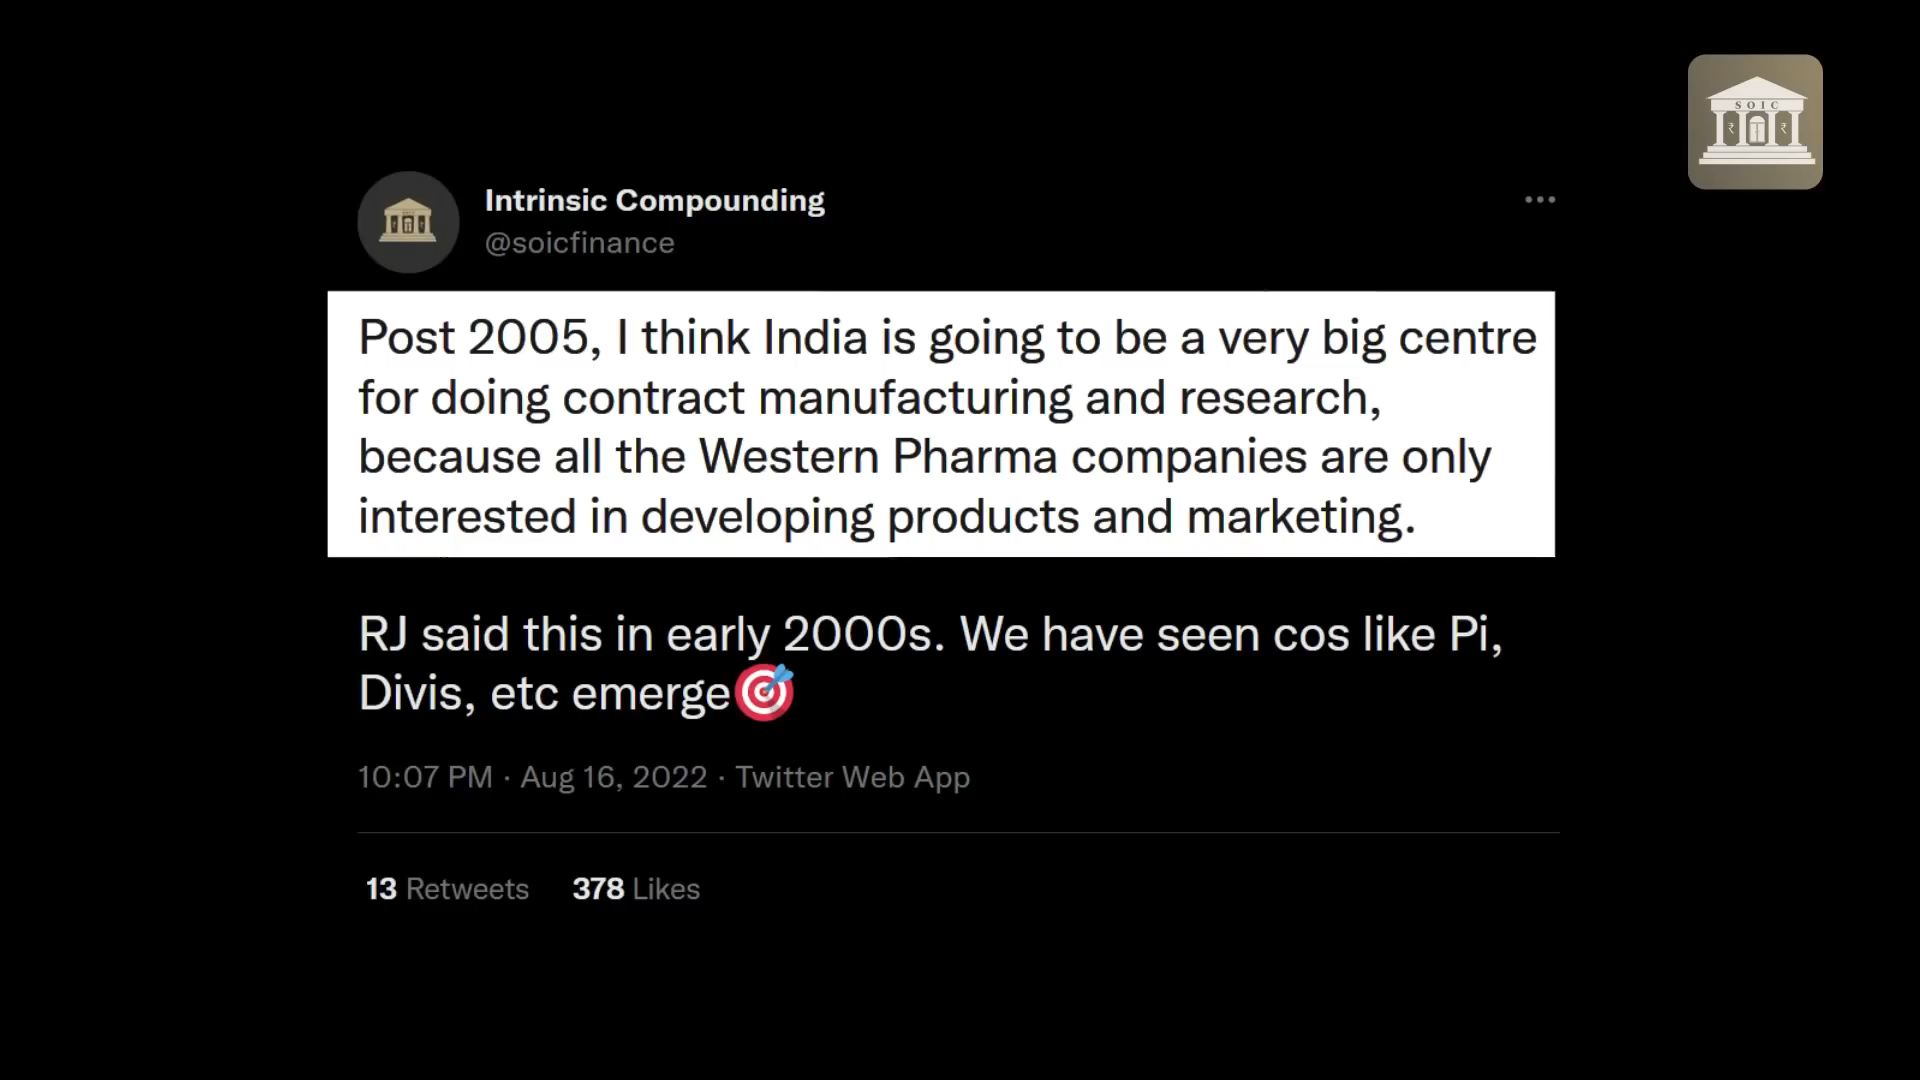 SOIC
₹ ₹
Intrinsic Compounding
@soicfinance
Post 2005, I think India is going to be a very big centre
for doing contract manufacturing and research,
because all the Western Pharma companies are only
interested in developing products and marketing.
RJ said this in early 2000s. We have seen cos like Pi,
Divis, etc emerge🎯
10:07 PM · Aug 16, 2022 · Twitter Web App
13 Retweets 378 Likes